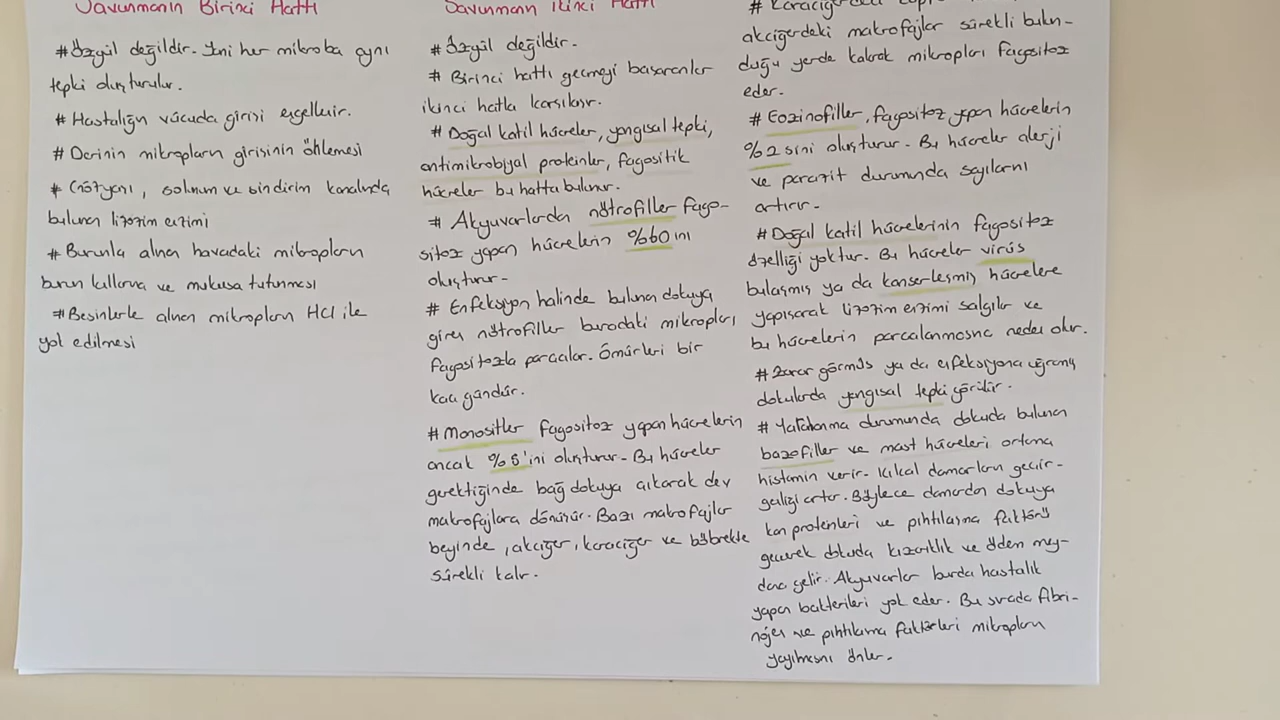 Savunmanın Birinci Hattı
#Özgül değildir. Yani her mikroba aynı
tepki oluşturulur.
#Hastalığın vücuda girişi engellenir.
#Derinin mikropların girişinin önlemesi
#Gözyaşı, solunum ve sindirim kanalında
bulunan lizozim enzimi
#Burunla alınan havadaki mikropların
burun kıllarına ve mukusa tutunması
#Besinlerle alınan mikropların HCl ile
yok edilmesi
Savunmanın İkinci Hattı
#Özgül değildir.
#Birinci hattı geçmeyi başaranlar
ikinci hatla karşılaşır.
#Doğal katil hücreler, yangısal tepki,
antimikrobiyal proteinler, fagositik
hücreler bu hatta bulunur.
#Akyuvarlardan nötrofiller fago-
sitoz yapan hücrelerin %60 ını
oluşturur.
#Enfeksiyon halinde bulunan dokuya
giren nötrofiller buradaki mikropları
fagositozla parçalar. Ömürleri bir
kaç gündür.
#Monositler fagositoz yapan hücrelerin
ancak %5'ini oluşturur. Bu hücreler
gerektiğinde bağ dokuya çıkarak dev
makrofajlara dönüşür. Bazı makrofajlar
beyinde, akciğer, karaciğer ve böbrekte
sürekli kalır.
akciğerdeki makrofajlar sürekli bulun-
duğu yerde kalarak mikropları fagositoz
eder.
#Eozinofiller, fagositoz yapan hücrelerin
%2 sini oluşturur. Bu hücreler alerji
ve parazit durumunda sayılarını
artırır.
#Doğal katil hücrelerinin fagositoz
özelliği yoktur. Bu hücreler virüs
bulaşmış ya da kanserleşmiş hücrelere
yapışarak lizozim enzimi salgılar ve
bu hücrelerin parçalanmasına neden olur.
#Zarar görmüş ya da enfeksiyona uğramış
dokularda yangısal tepki görülür.
#Yaralanma durumunda dokuda bulunan
bazofiller ve mast hücreleri ortama
histamin verir. Kılcal damarların geçir-
genliği artar. Böylece damardan dokuya
kan proteinleri ve pıhtılaşma faktörü
geçerek dokuda kızarıklık ve ödem mey-
dana gelir. Akyuvarlar burda hastalık
yapan bakterileri yok eder. Bu sırada fibri-
nojen ve pıhtılaşma faktörleri mikropların
yayılmasını önler.